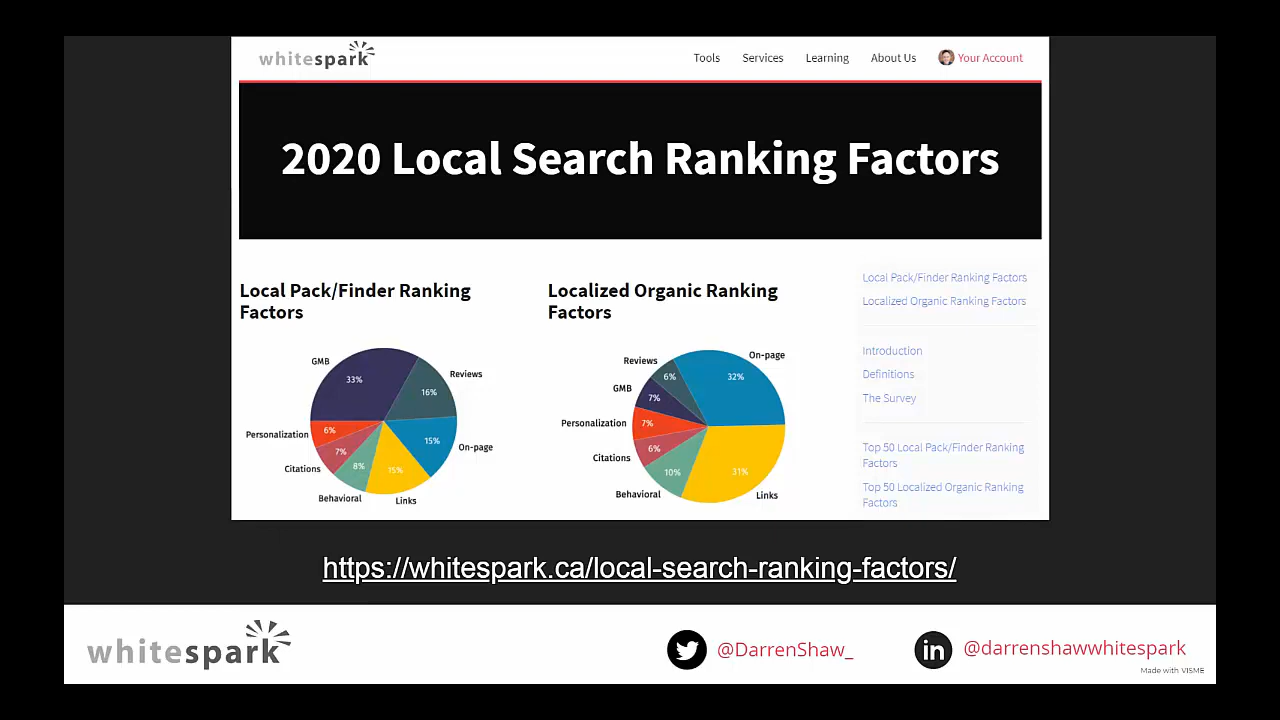 whitespark
Tools Services Learning About Us Your Account
2020 Local Search Ranking Factors
Local Pack/Finder Ranking
Factors
GMB
33%
Reviews
16%
On-page
15%
Links
15%
Behavioral
8%
Citations
7%
Personalization
6%
Localized Organic Ranking
Factors
On-page
32%
Links
31%
Behavioral
10%
Citations
6%
Personalization
7%
GMB
7%
Reviews
6%
Local Pack/Finder Ranking Factors
Localized Organic Ranking Factors
Introduction
Definitions
The Survey
Top 50 Local Pack/Finder Ranking
Factors
Top 50 Localized Organic Ranking
Factors
https://whitespark.ca/local-search-ranking-factors/
whitespark
@DarrenShaw_
in @darrenshawwhitespark
Made with VISME